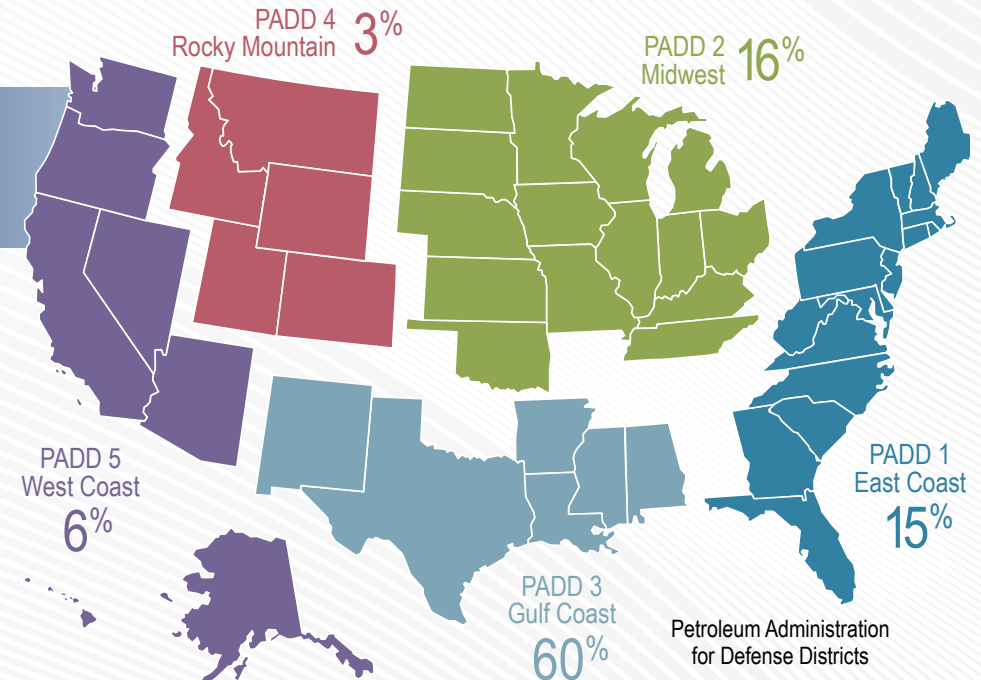 PADD 4
Rocky Mountain
3%
PADD 2
Midwest
16%
PADD 5
West Coast
6%
PADD 1
East Coast
15%
PADD 3
Gulf Coast
60%
Petroleum Administration
for Defense Districts